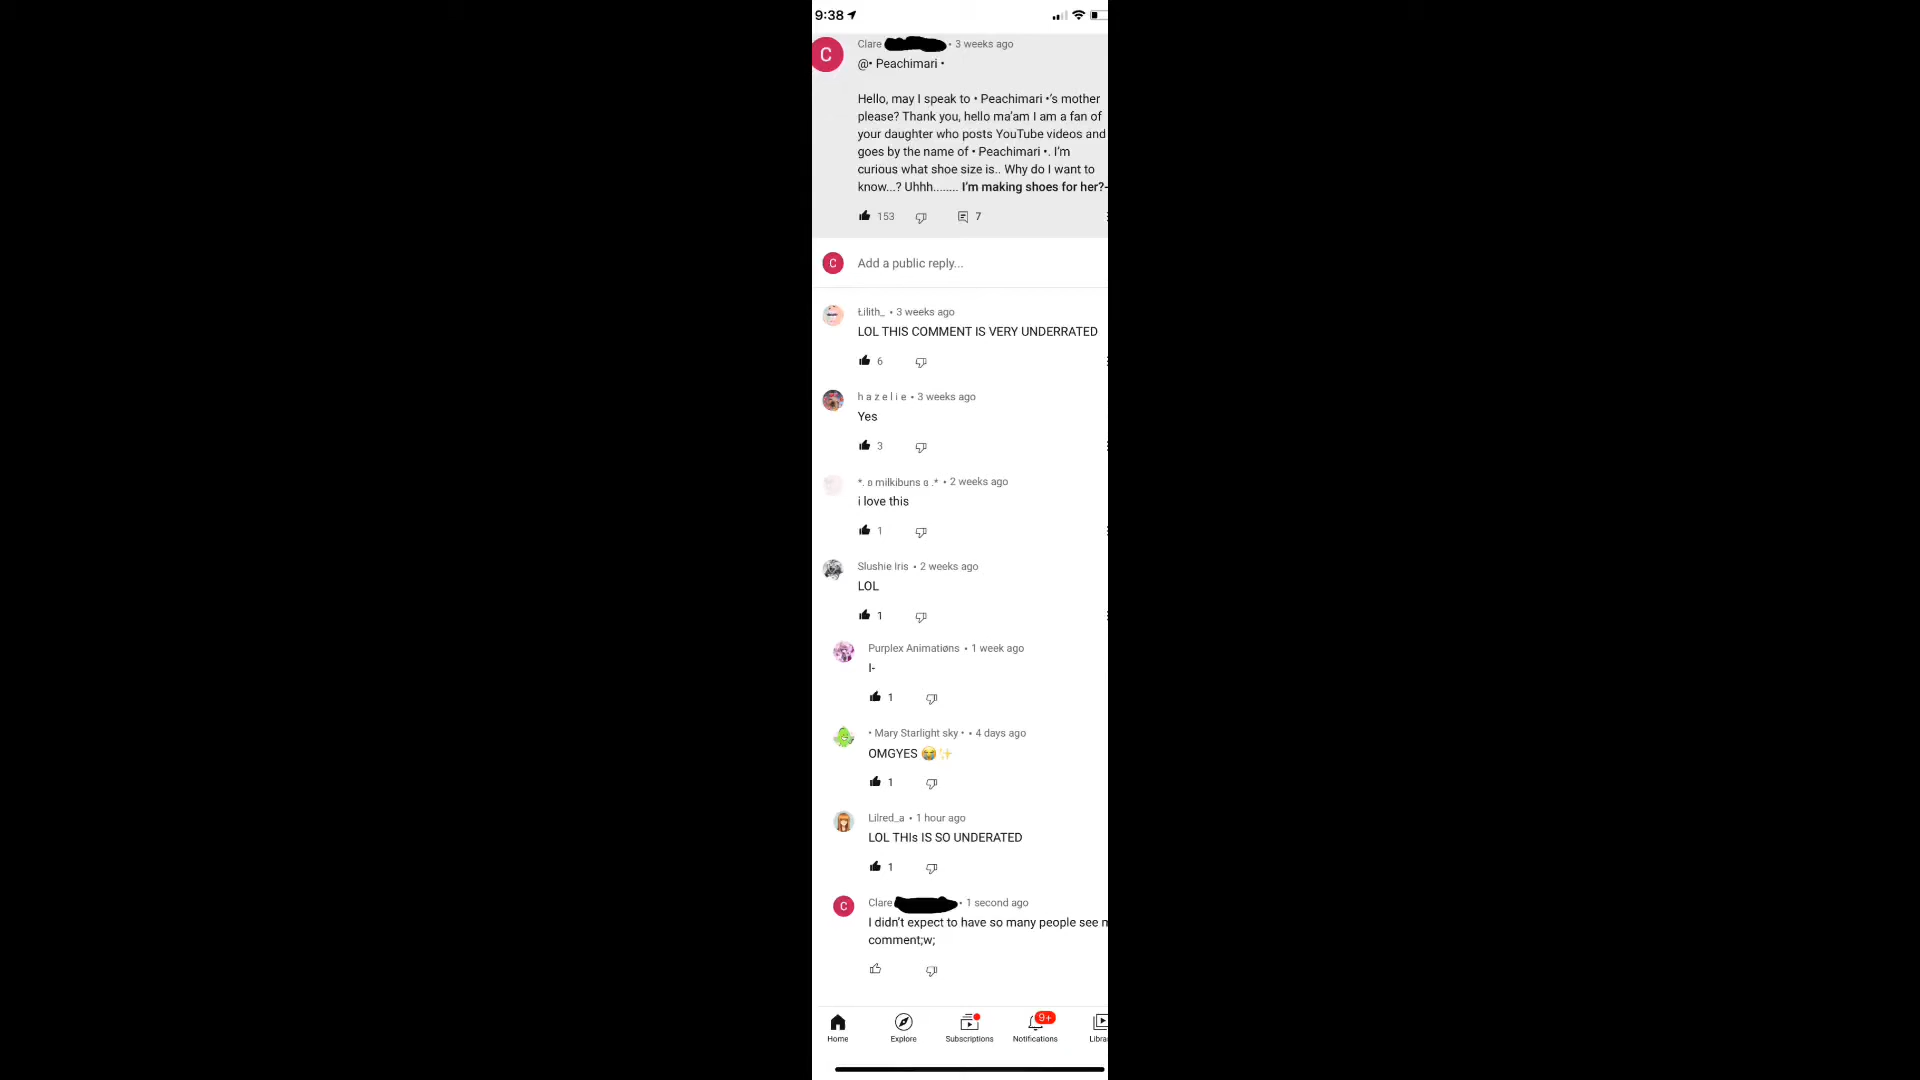 9:38
C
Clare • 3 weeks ago
@• Peachimari •
Hello, may I speak to • Peachimari •’s mother
please? Thank you, hello ma’am I am a fan of
your daughter who posts YouTube videos and
goes by the name of • Peachimari •. I’m
curious what shoe size is.. Why do I want to
know...? Uhhh........ I’m making shoes for her?-
153 7
C
Add a public reply...
Łilith_ • 3 weeks ago
LOL THIS COMMENT IS VERY UNDERRATED
6
h a z e l i e • 3 weeks ago
Yes
3
*. ʚ milkibuns ɞ .* • 2 weeks ago
i love this
1
Slushie Iris • 2 weeks ago
LOL
1
Purplex Animatiøns • 1 week ago
I-
1
• Mary Starlight sky • • 4 days ago
OMGYES 😭✨
1
Lilred_a • 1 hour ago
LOL THIs IS SO UNDERATED
1
C
Clare • 1 second ago
I didn’t expect to have so many people see m
comment;w;
9+
Home Explore Subscriptions Notifications Librar